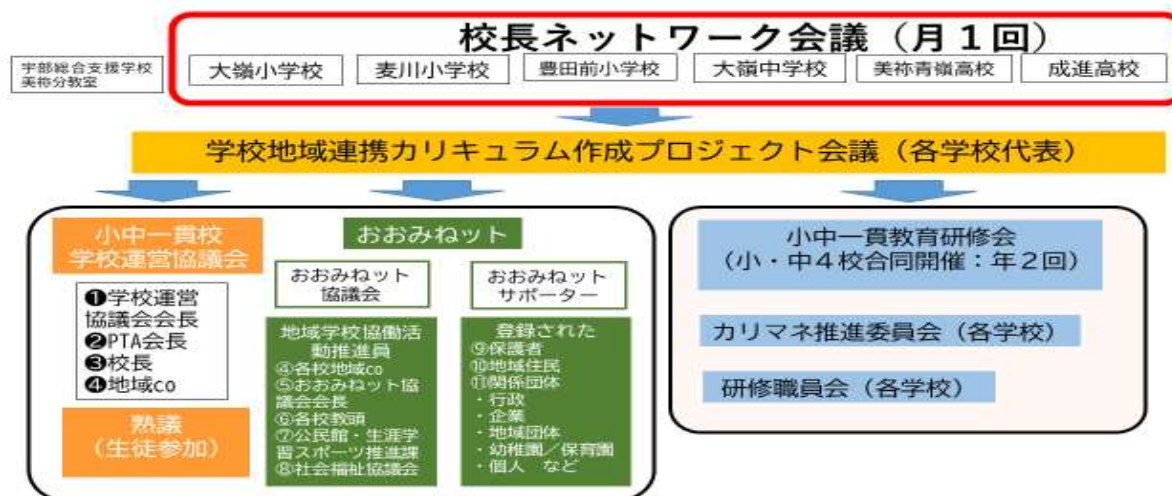 校長ネットワーク会議（月１回）
宇部総合支援学校
美祢分教室
大嶺小学校
麦川小学校
豊田前小学校
大嶺中学校
美祢青嶺高校
成進高校
学校地域連携カリキュラム作成プロジェクト会議（各学校代表）
小中一貫校
学校運営協議会
❶学校運営
協議会会長
❷PTA会長
❸校長
❹地域co
熟議
（生徒参加）
おおみねット
おおみねット
協議会
地域学校協働活
動推進員
④各校地域co
⑤おおみねット協
議会会長
⑥各校教頭
⑦公民館・生涯学
習スポーツ推進課
⑧社会福祉協議会
おおみねット
サポーター
登録された
⑨保護者
⑩地域住民
⑪関係団体
・行政
・企業
・地域団体
・幼稚園／保育園
・個人　など
小中一貫教育研修会
（小・中４校合同開催：年２回）
カリマネ推進委員会（各学校）
研修職員会（各学校）